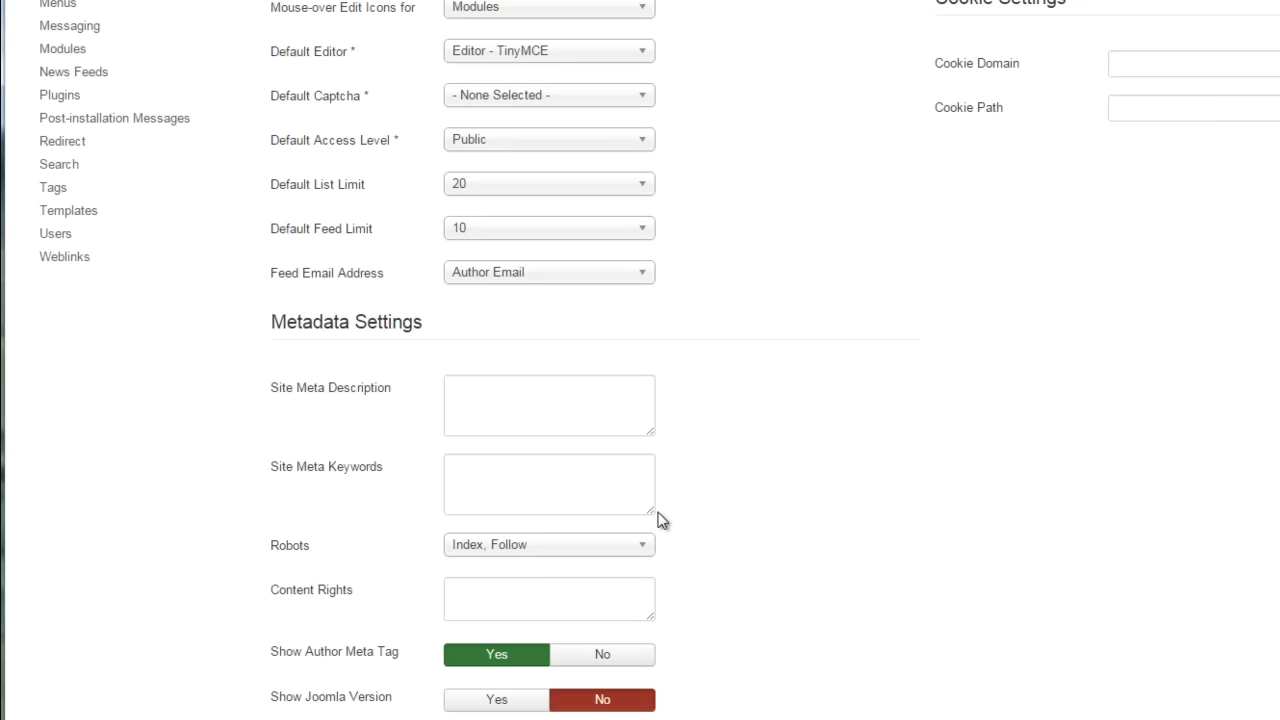 Menus
Messaging
Modules
News Feeds
Plugins
Post-installation Messages
Redirect
Search
Tags
Templates
Users
Weblinks
Mouse-over Edit Icons for
Modules
Default Editor *
Editor - TinyMCE
Default Captcha *
- None Selected -
Default Access Level *
Public
Default List Limit
20
Default Feed Limit
10
Feed Email Address
Author Email
Metadata Settings
Site Meta Description
Site Meta Keywords
Robots
Index, Follow
Content Rights
Show Author Meta Tag
Yes No
Show Joomla Version
Yes No
Cookie Settings
Cookie Domain
Cookie Path